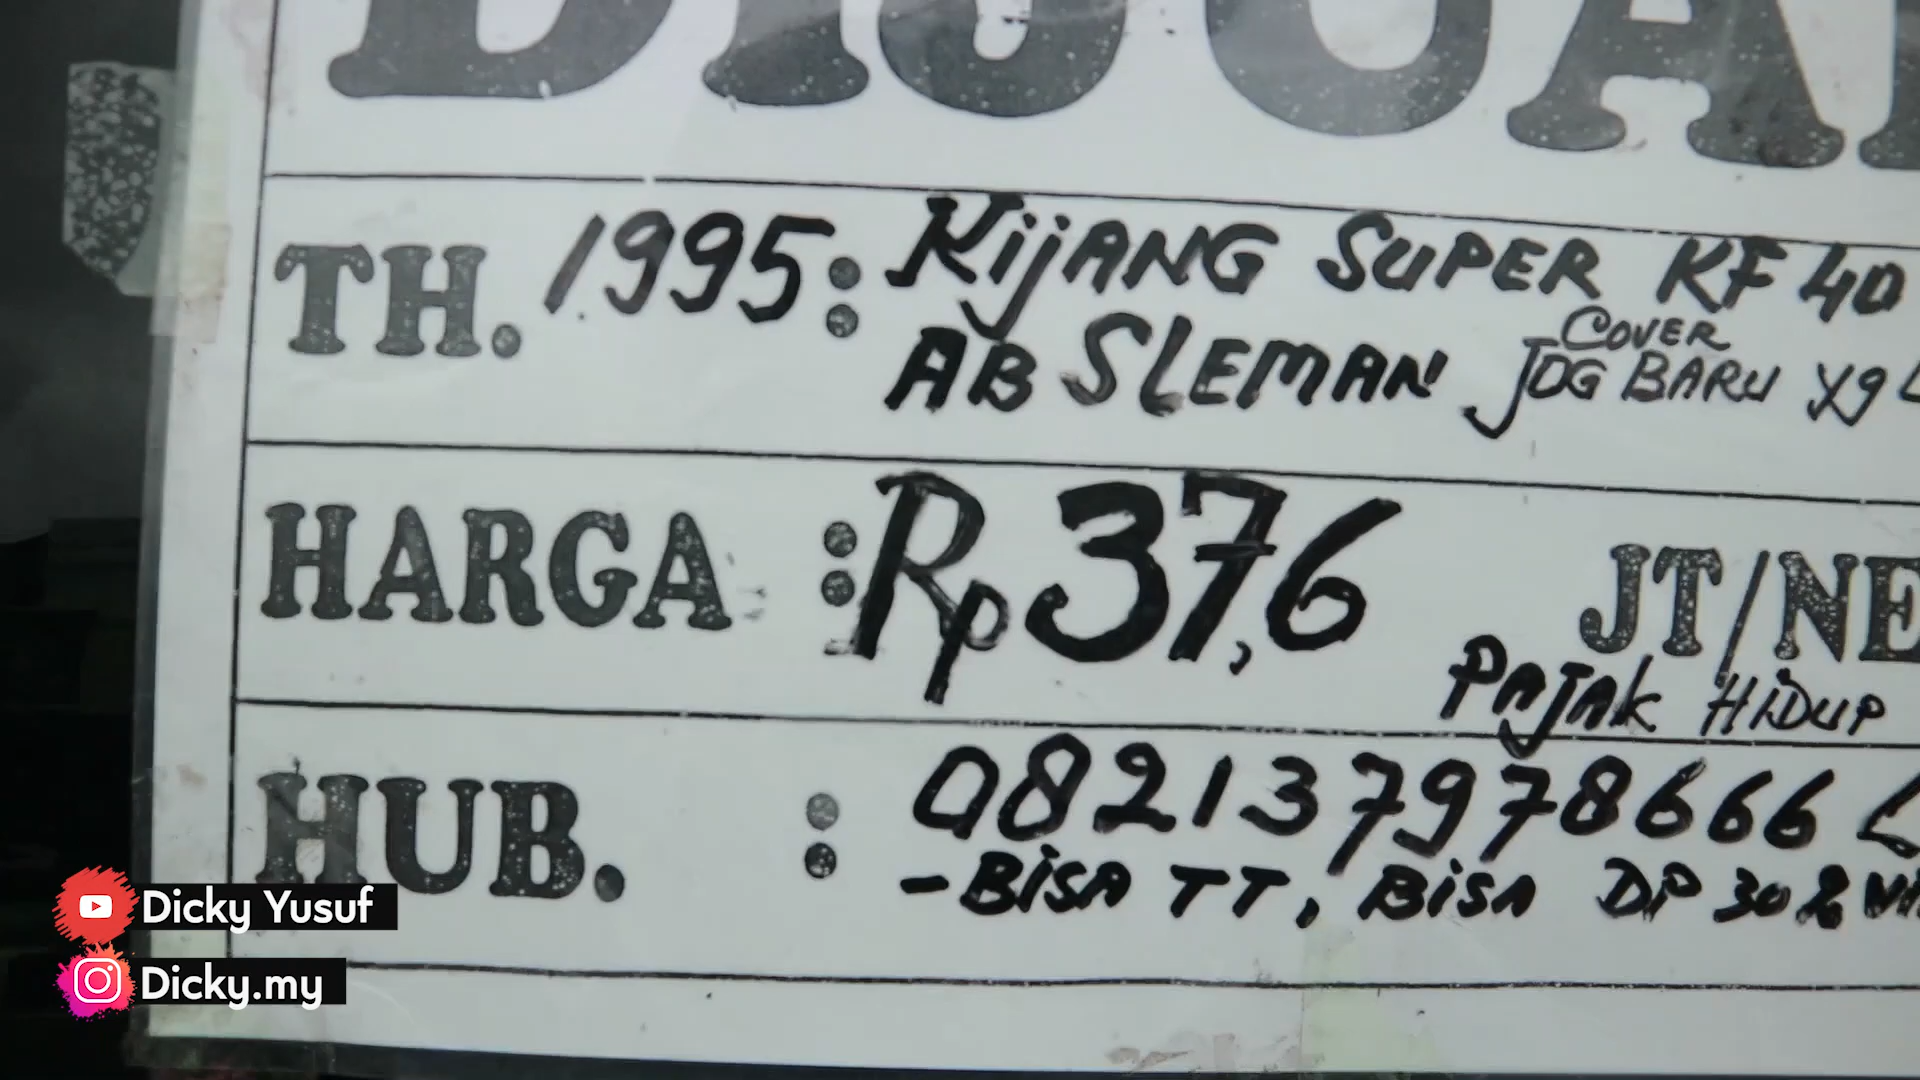 TH. 1995: KijANG SUPER KF 40
AB SLEMAN COVER JOG BARU
HARGA : Rp 37,6 JT/NE
PAJAK HiDUP
HUB. : 082137978666
-BiSA TT, BiSA DP 30%
Dicky Yusuf
Dicky.my